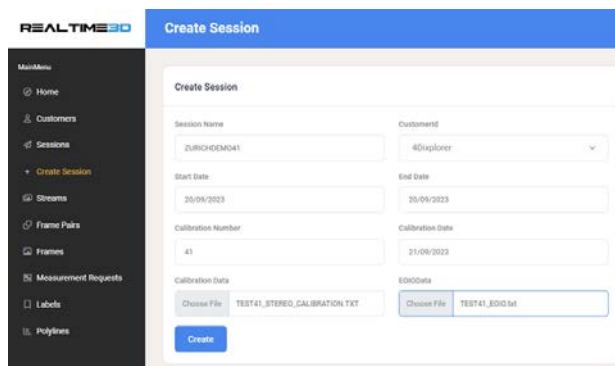 REALTIME3D
Create Session
MainMenu
Home
Customers
Sessions
+ Create Session
Streams
Frame Pairs
Frames
Measurement Requests
Labels
Polylines
Create Session
Session Name
CustomerId
ZURICHDEMO41
4Dixplorer
Start Date
End Date
20/09/2023
20/09/2023
Calibration Number
Calibration Date
41
21/09/2023
Calibration Data
EOIOData
Choose File TEST41_STEREO_CALIBRATION.TXT
Choose File TEST41_EOIO.txt
Create